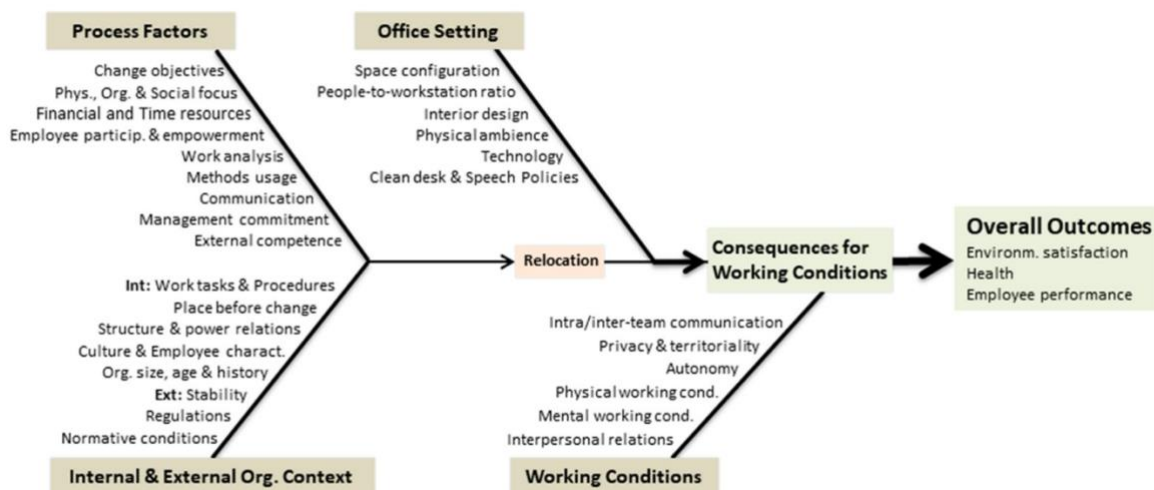 Process Factors
Change objectives
Phys., Org. & Social focus
Financial and Time resources
Employee particip. & empowerment
Work analysis
Methods usage
Communication
Management commitment
External competence
Office Setting
Space configuration
People-to-workstation ratio
Interior design
Physical ambience
Technology
Clean desk & Speech Policies
Relocation
Consequences for
Working Conditions
Overall Outcomes
Environm. satisfaction
Health
Employee performance
Int: Work tasks & Procedures
Place before change
Structure & power relations
Culture & Employee charact.
Org. size, age & history
Ext: Stability
Regulations
Normative conditions
Internal & External Org. Context
Intra/inter-team communication
Privacy & territoriality
Autonomy
Physical working cond.
Mental working cond.
Interpersonal relations
Working Conditions